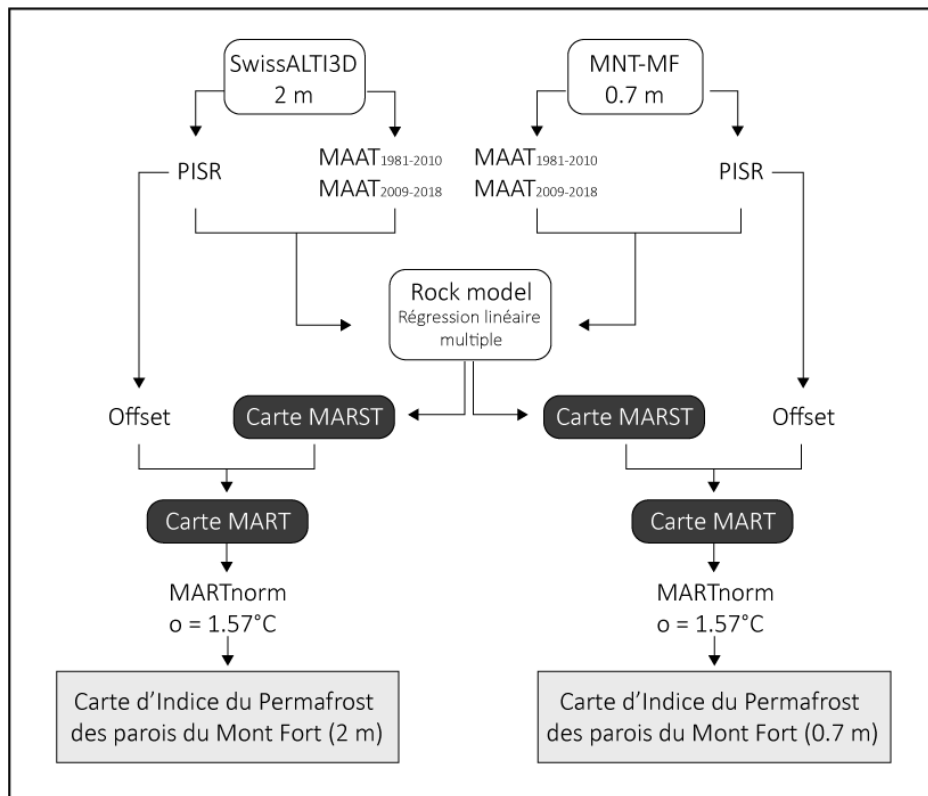 SwissALTI3D
2 m
MNT-MF
0.7 m
PISR
MAAT1981-2010
MAAT2009-2018
MAAT1981-2010
MAAT2009-2018
PISR
Rock model
Régression linéaire
multiple
Offset
Carte MARST
Carte MARST
Offset
Carte MART
Carte MART
MARTnorm
o = 1.57°C
MARTnorm
o = 1.57°C
Carte d'Indice du Permafrost
des parois du Mont Fort (2 m)
Carte d'Indice du Permafrost
des parois du Mont Fort (0.7 m)